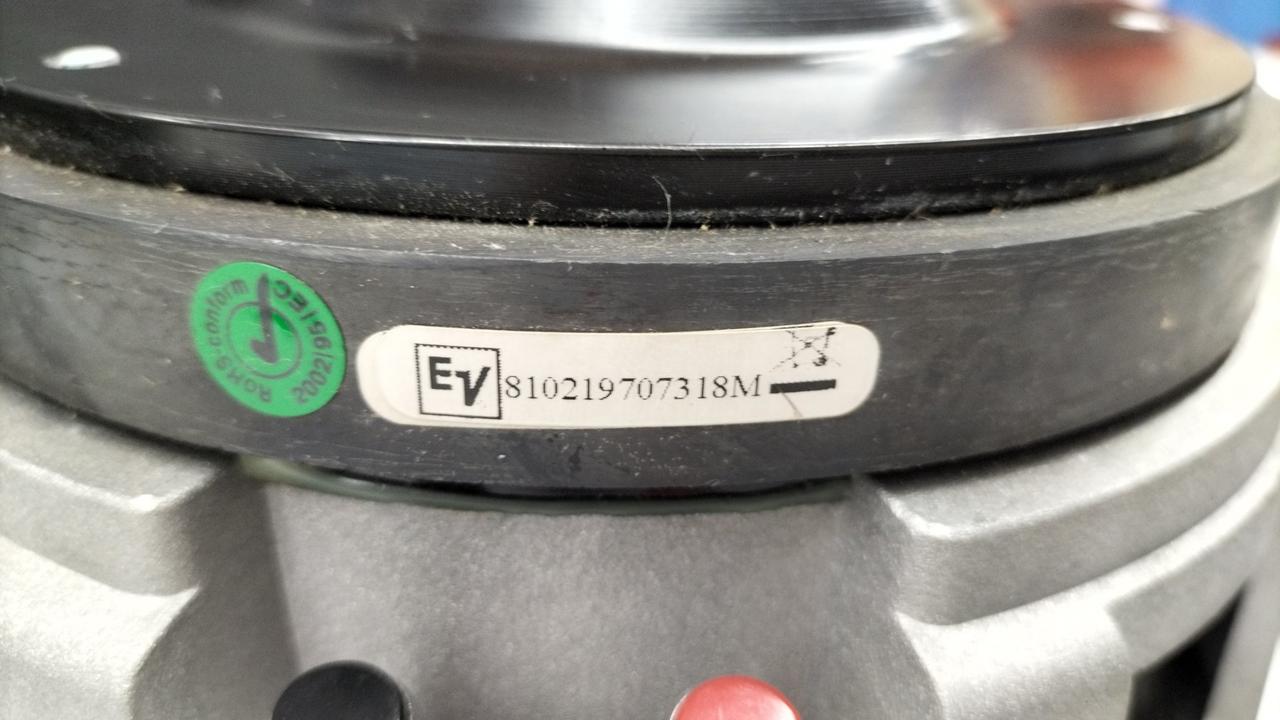 RoHS-conform
2002/95/EC
EV 810219707318M